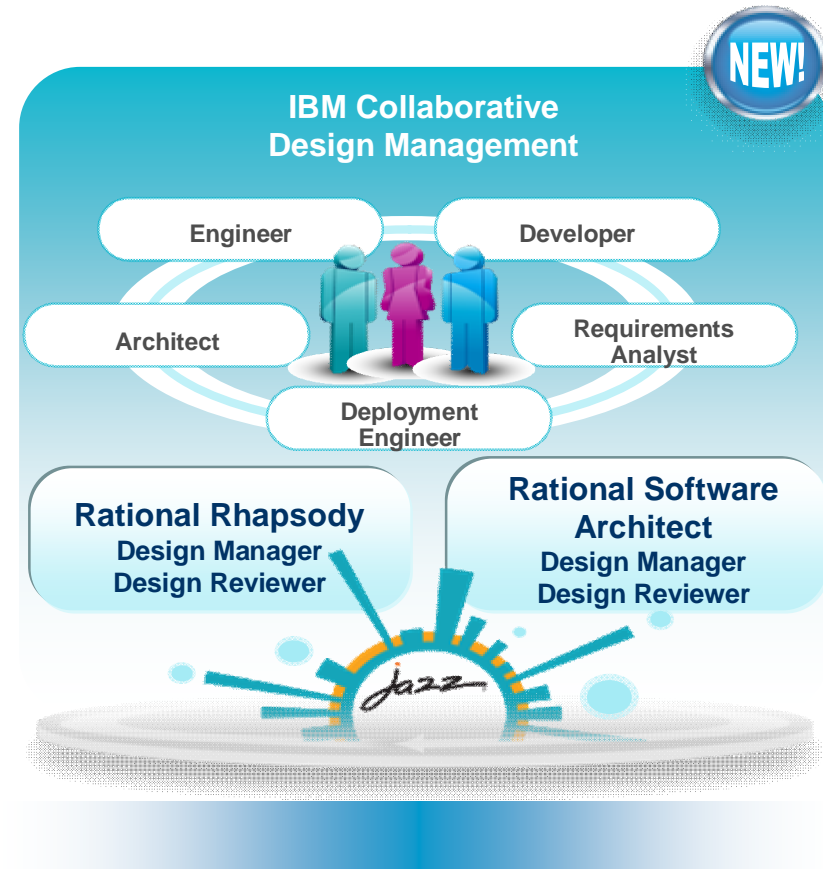 NEW!
IBM Collaborative
Design Management
Engineer
Developer
Architect
Requirements
Analyst
Deployment
Engineer
Rational Rhapsody
Design Manager
Design Reviewer
Rational Software
Architect
Design Manager
Design Reviewer
jazz